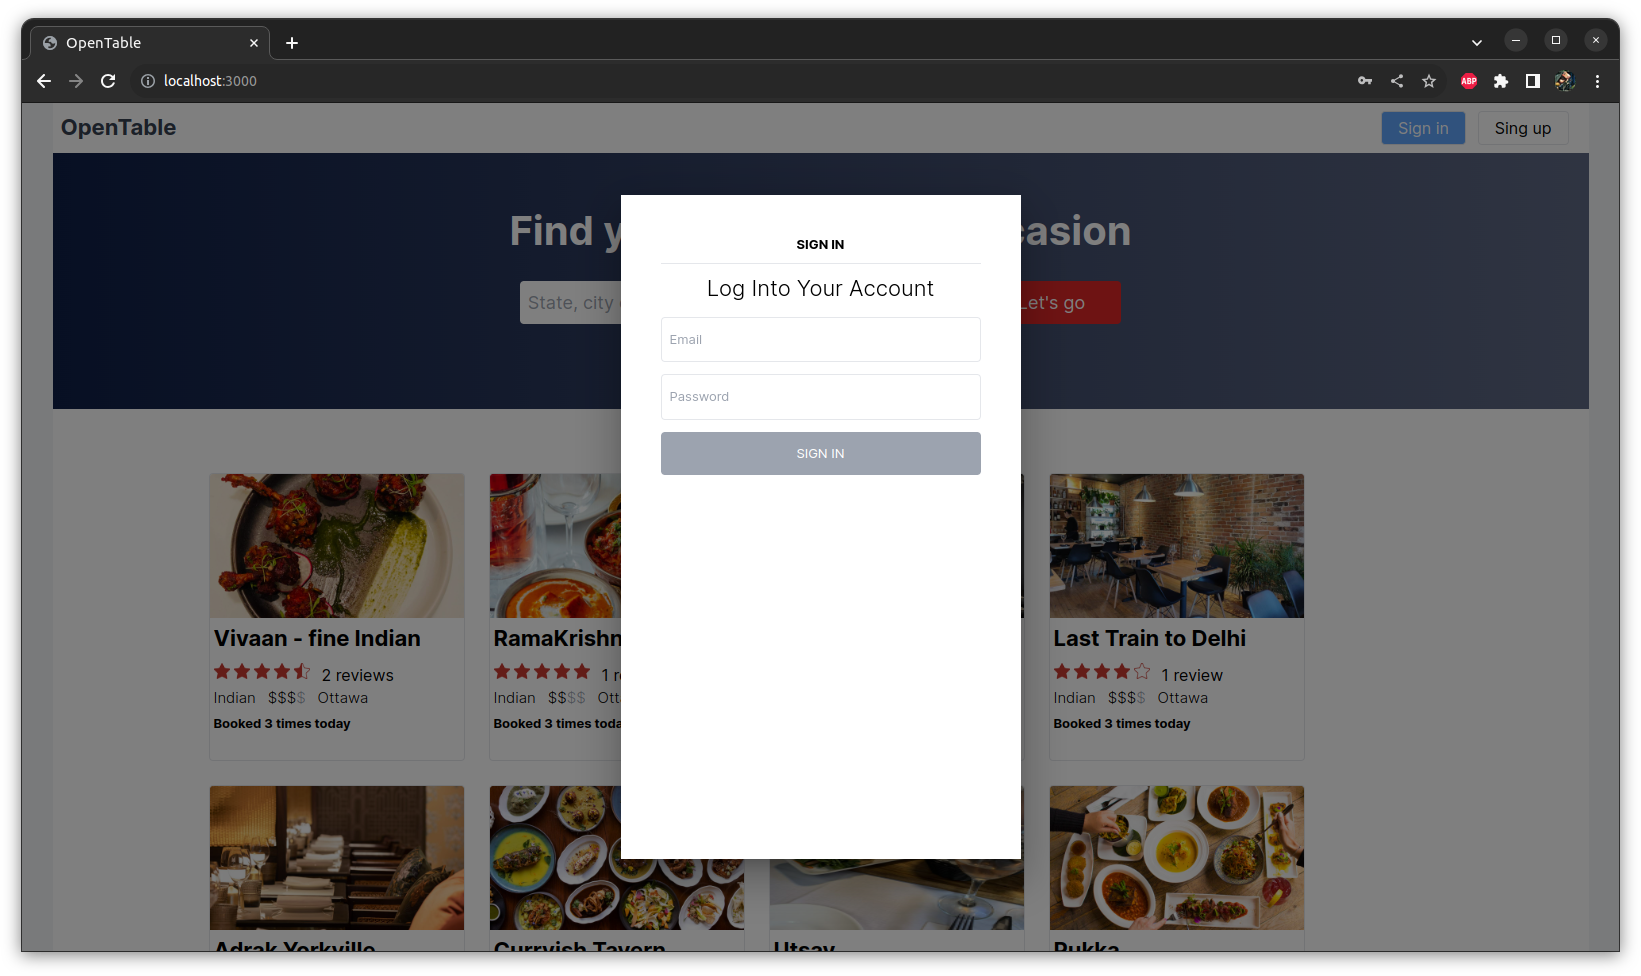 OpenTable
localhost:3000
ABP
OpenTable
Sign in
Sing up
Find
casion
State, city
Let's go
SIGN IN
Log Into Your Account
Email
Password
SIGN IN
Vivaan - fine Indian
2 reviews
Indian $$$$ Ottawa
Booked 3 times today
RamaKrishn
1 r
Indian $$$$ Ott
Booked 3 times toda
Last Train to Delhi
1 review
Indian $$$$ Ottawa
Booked 3 times today
Adrak Yorkville
Curryish Tavern
Utsav
Pukka